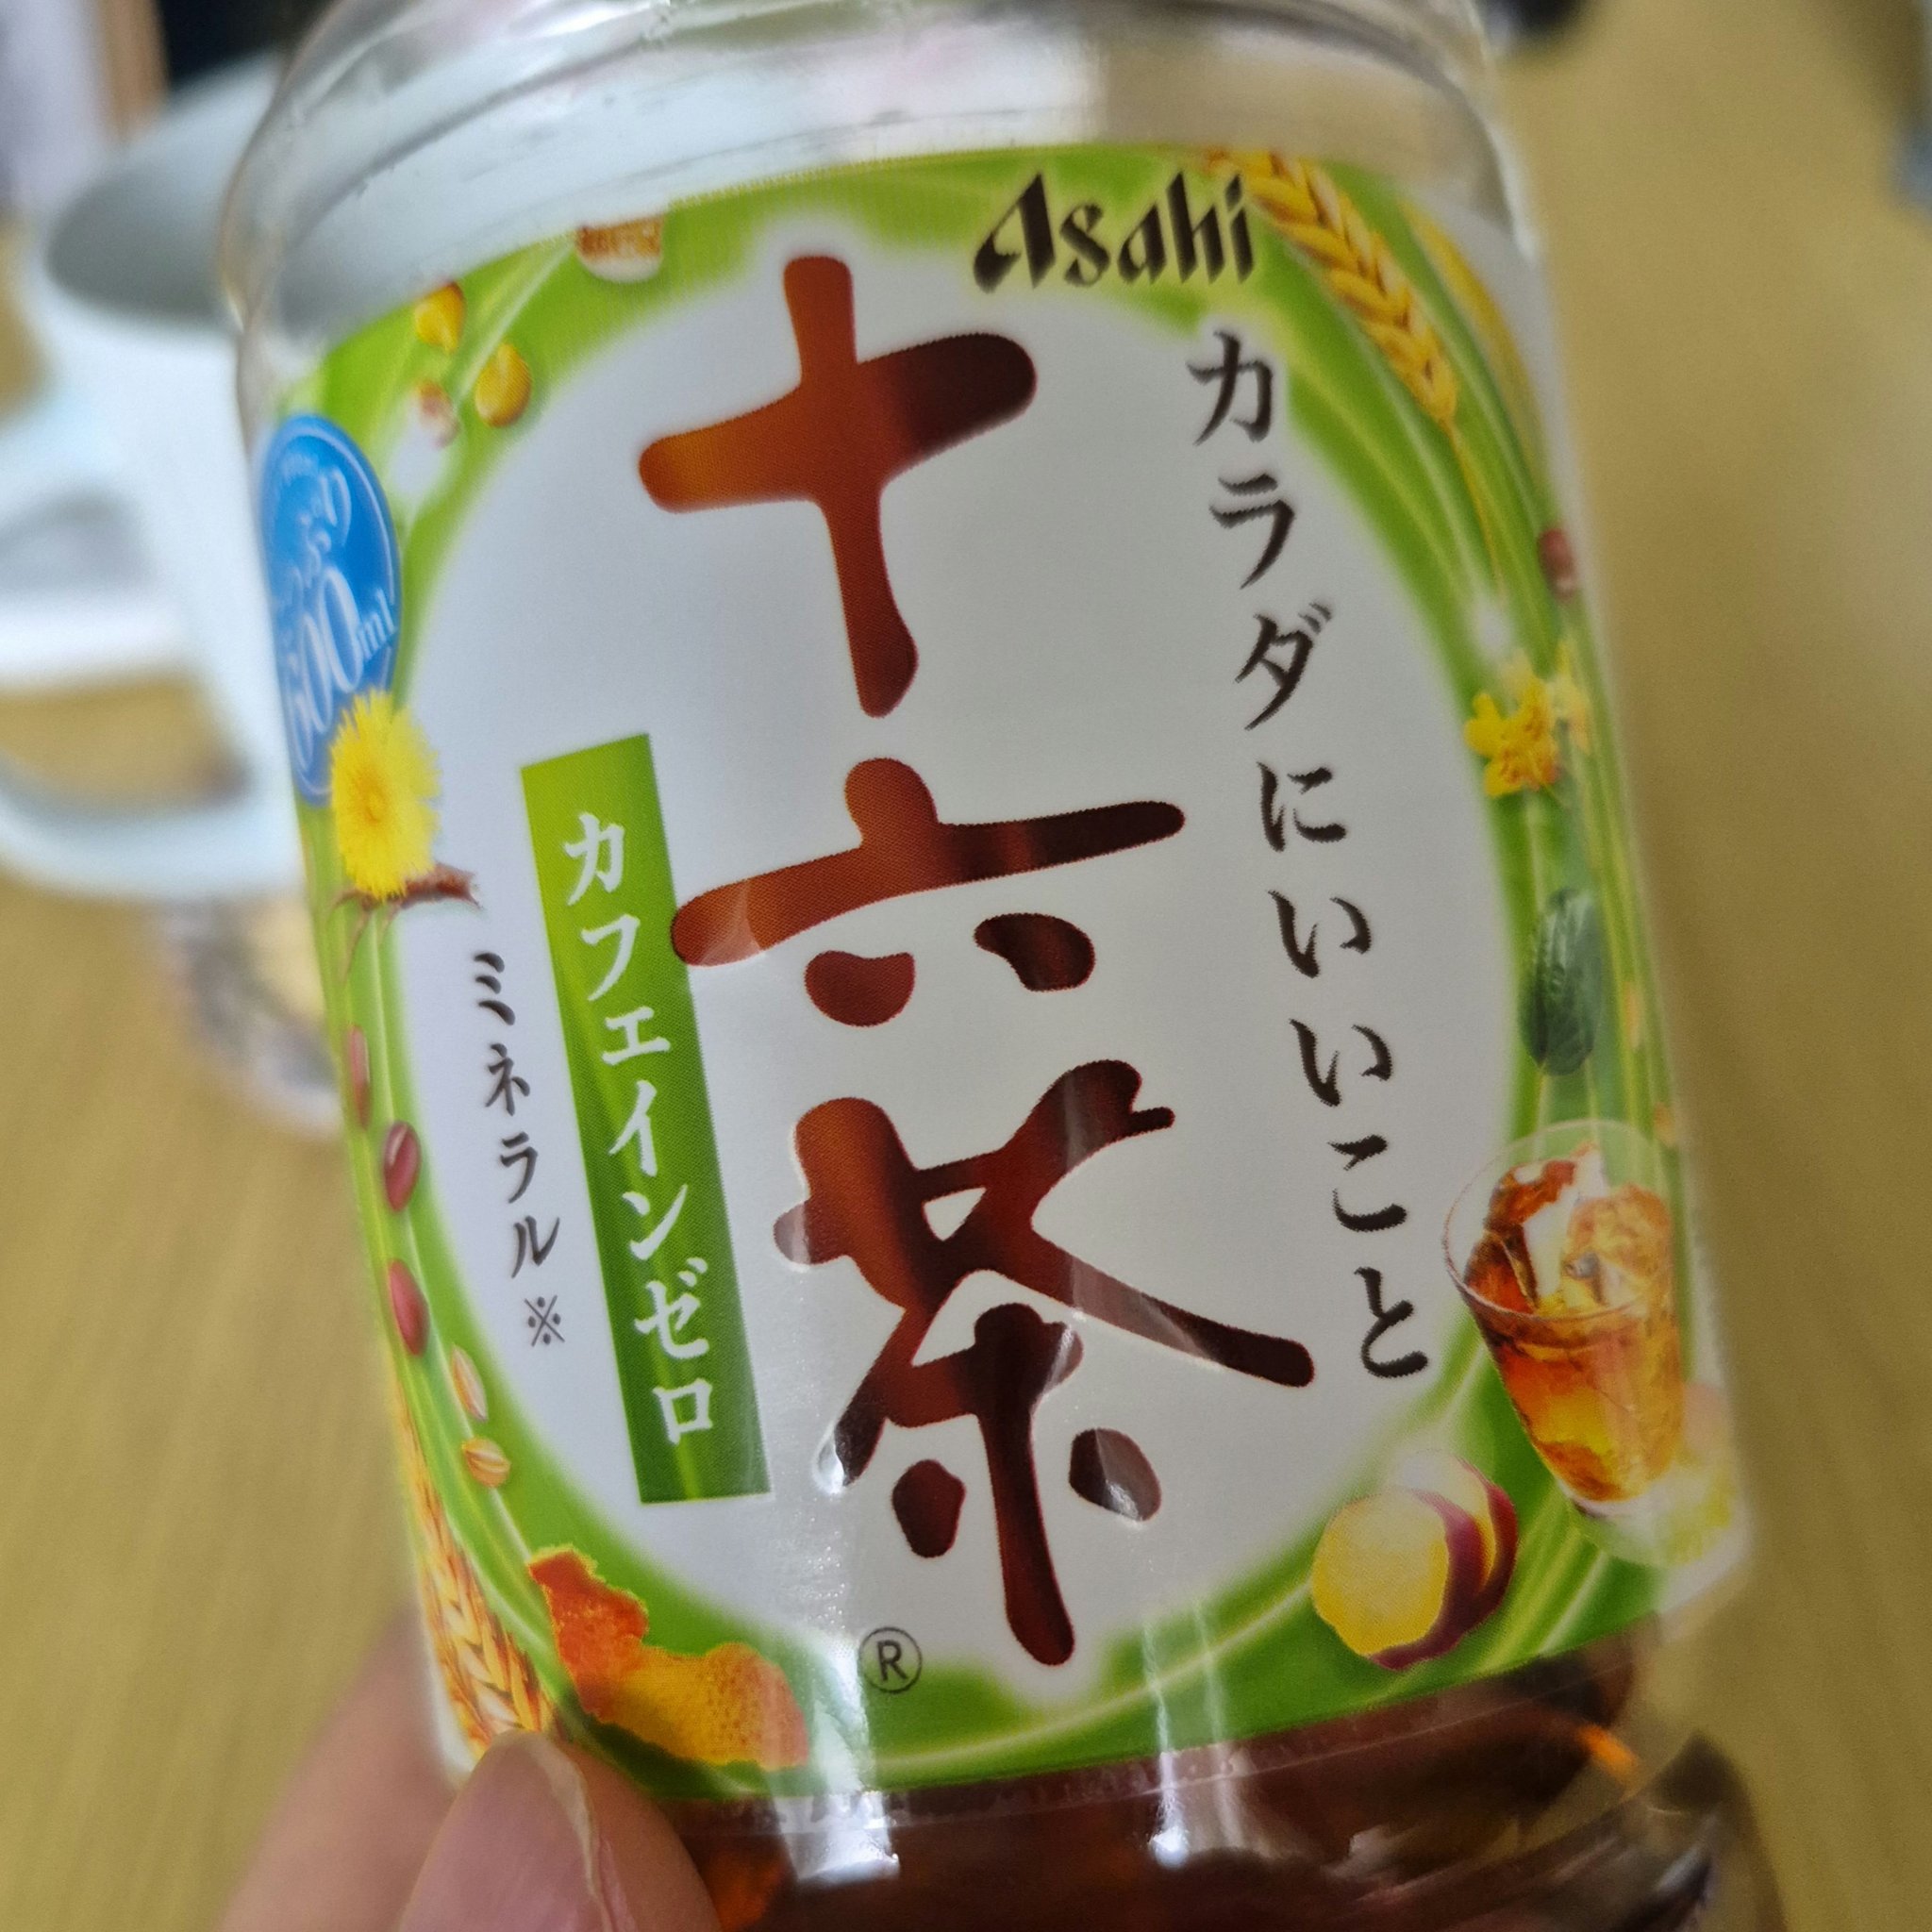 Asahi
カラダにいいこと
十六茶
®
カフェインゼロ
ミネラル※
600ml